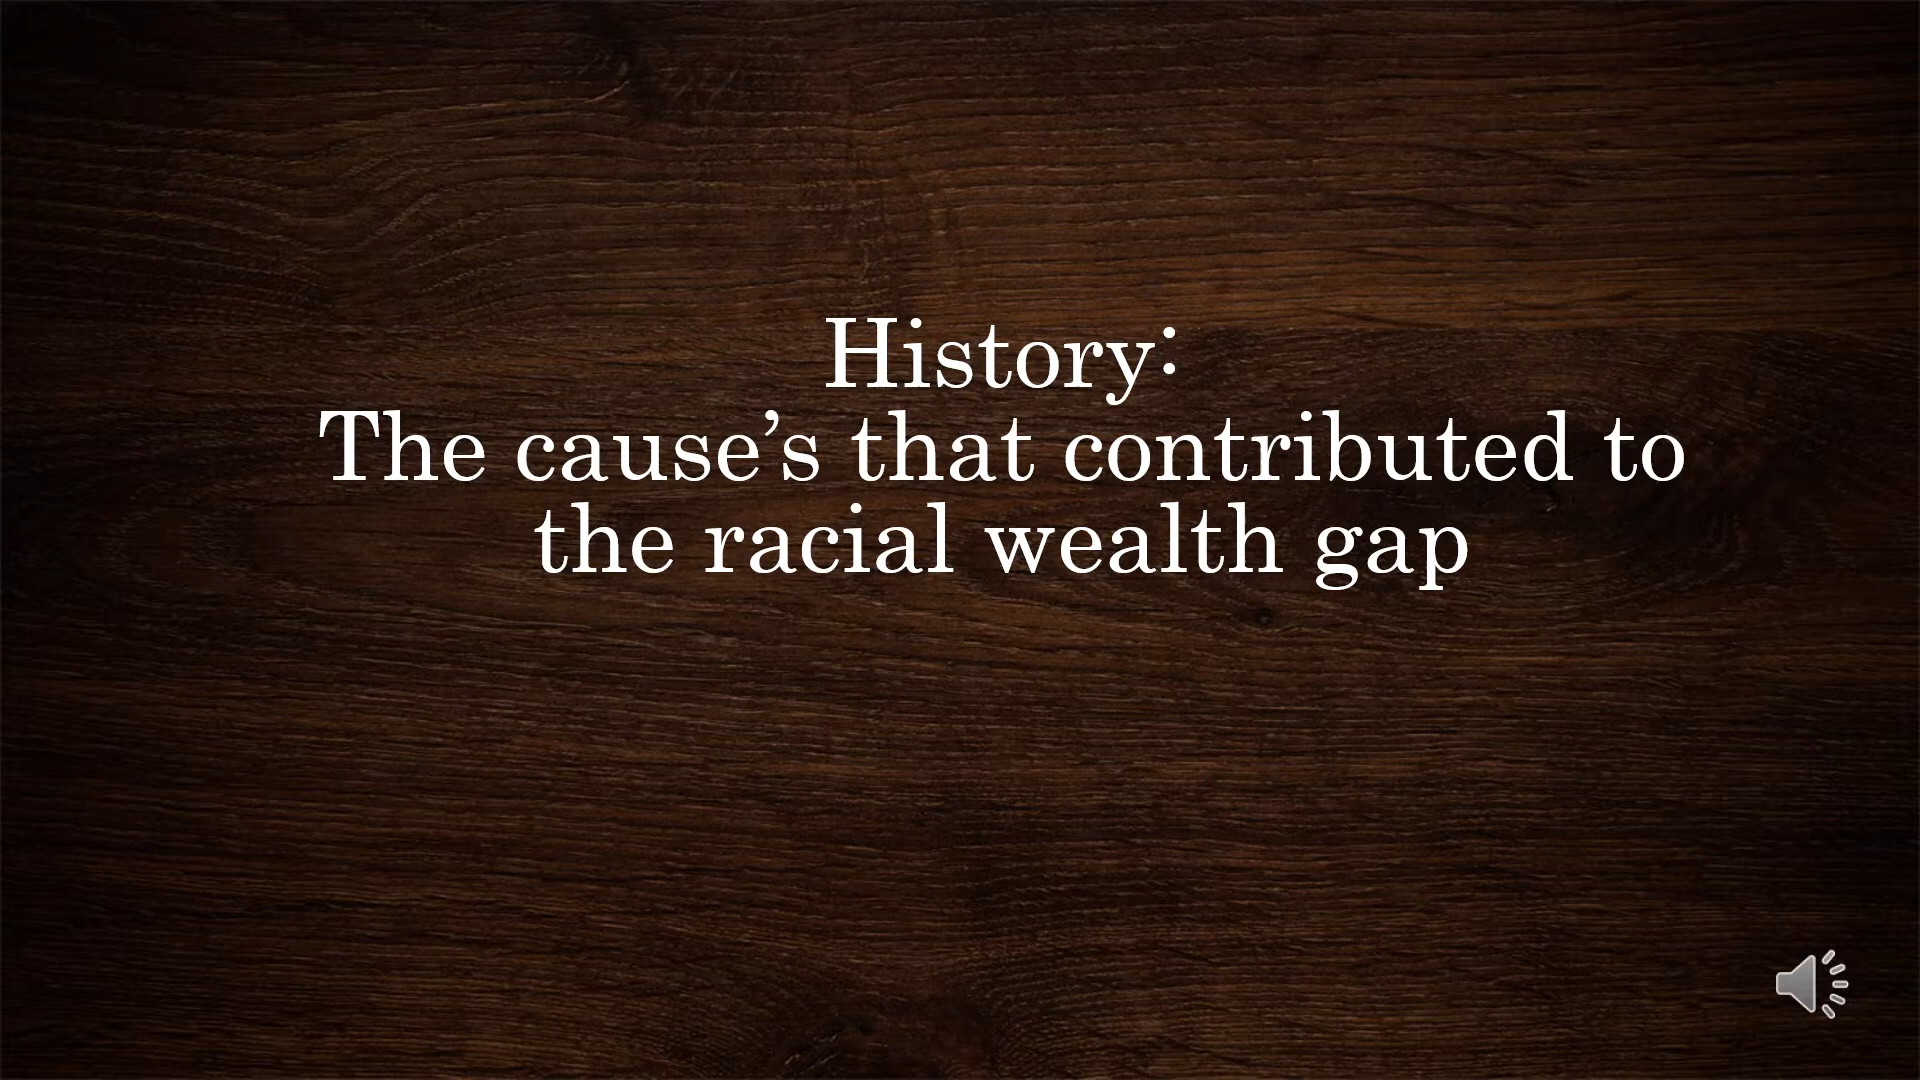 History:
The cause’s that contributed to
the racial wealth gap